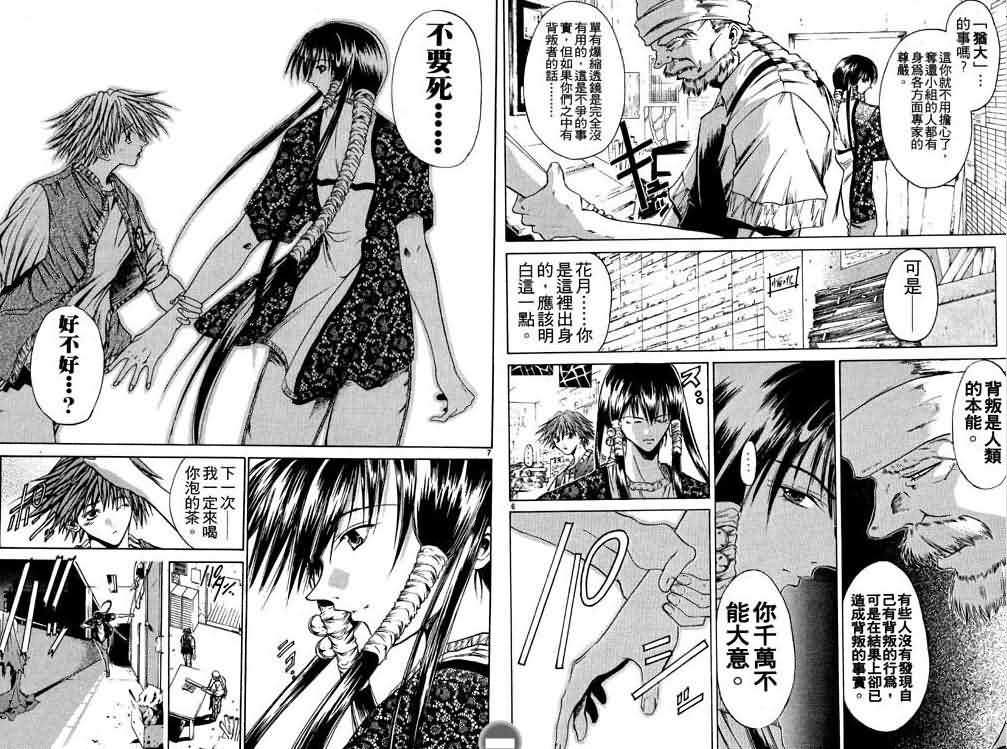 「猶大」
的事嗎？
這你就不用擔心了，
奪還小組的人都有
身為各方面專家的
尊嚴。
單有爆縮透鏡是完全沒
有用的，這是不爭的事
實，但如果你們之中有
背叛者的話……
可是——
花月……你
是這裡出身
的，應該明
白這一點。
背叛是人類
的本能。
有些人沒有發現自
己有背叛的行為，
可是在結果上卻已
造成背叛的事實。
……
你千萬不
能大意。
ス…
6
不要死……
好不好…？
7
下一次——
我一定來喝
你泡的茶。